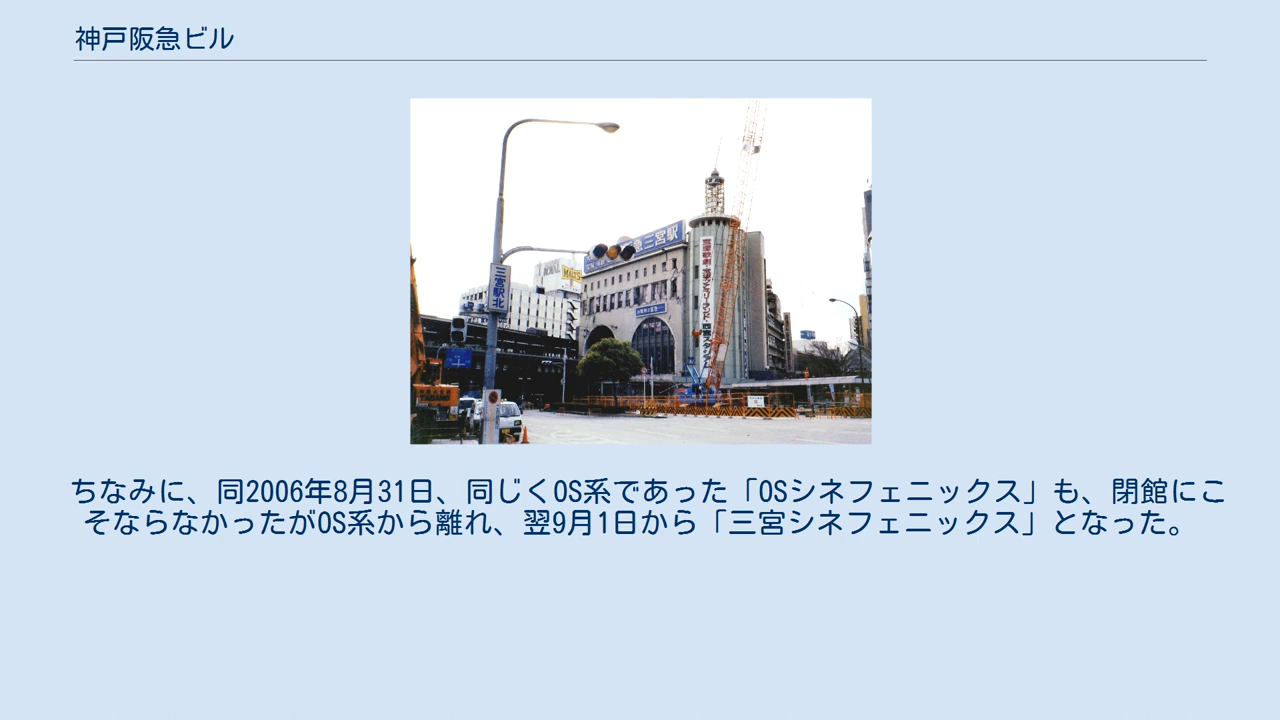 神戸阪急ビル
急三宮駅
三宮駅北
ちなみに、同2006年8月31日、同じくOS系であった「OSシネフェニックス」も、閉館にこ
そならなかったがOS系から離れ、翌9月1日から「三宮シネフェニックス」となった。